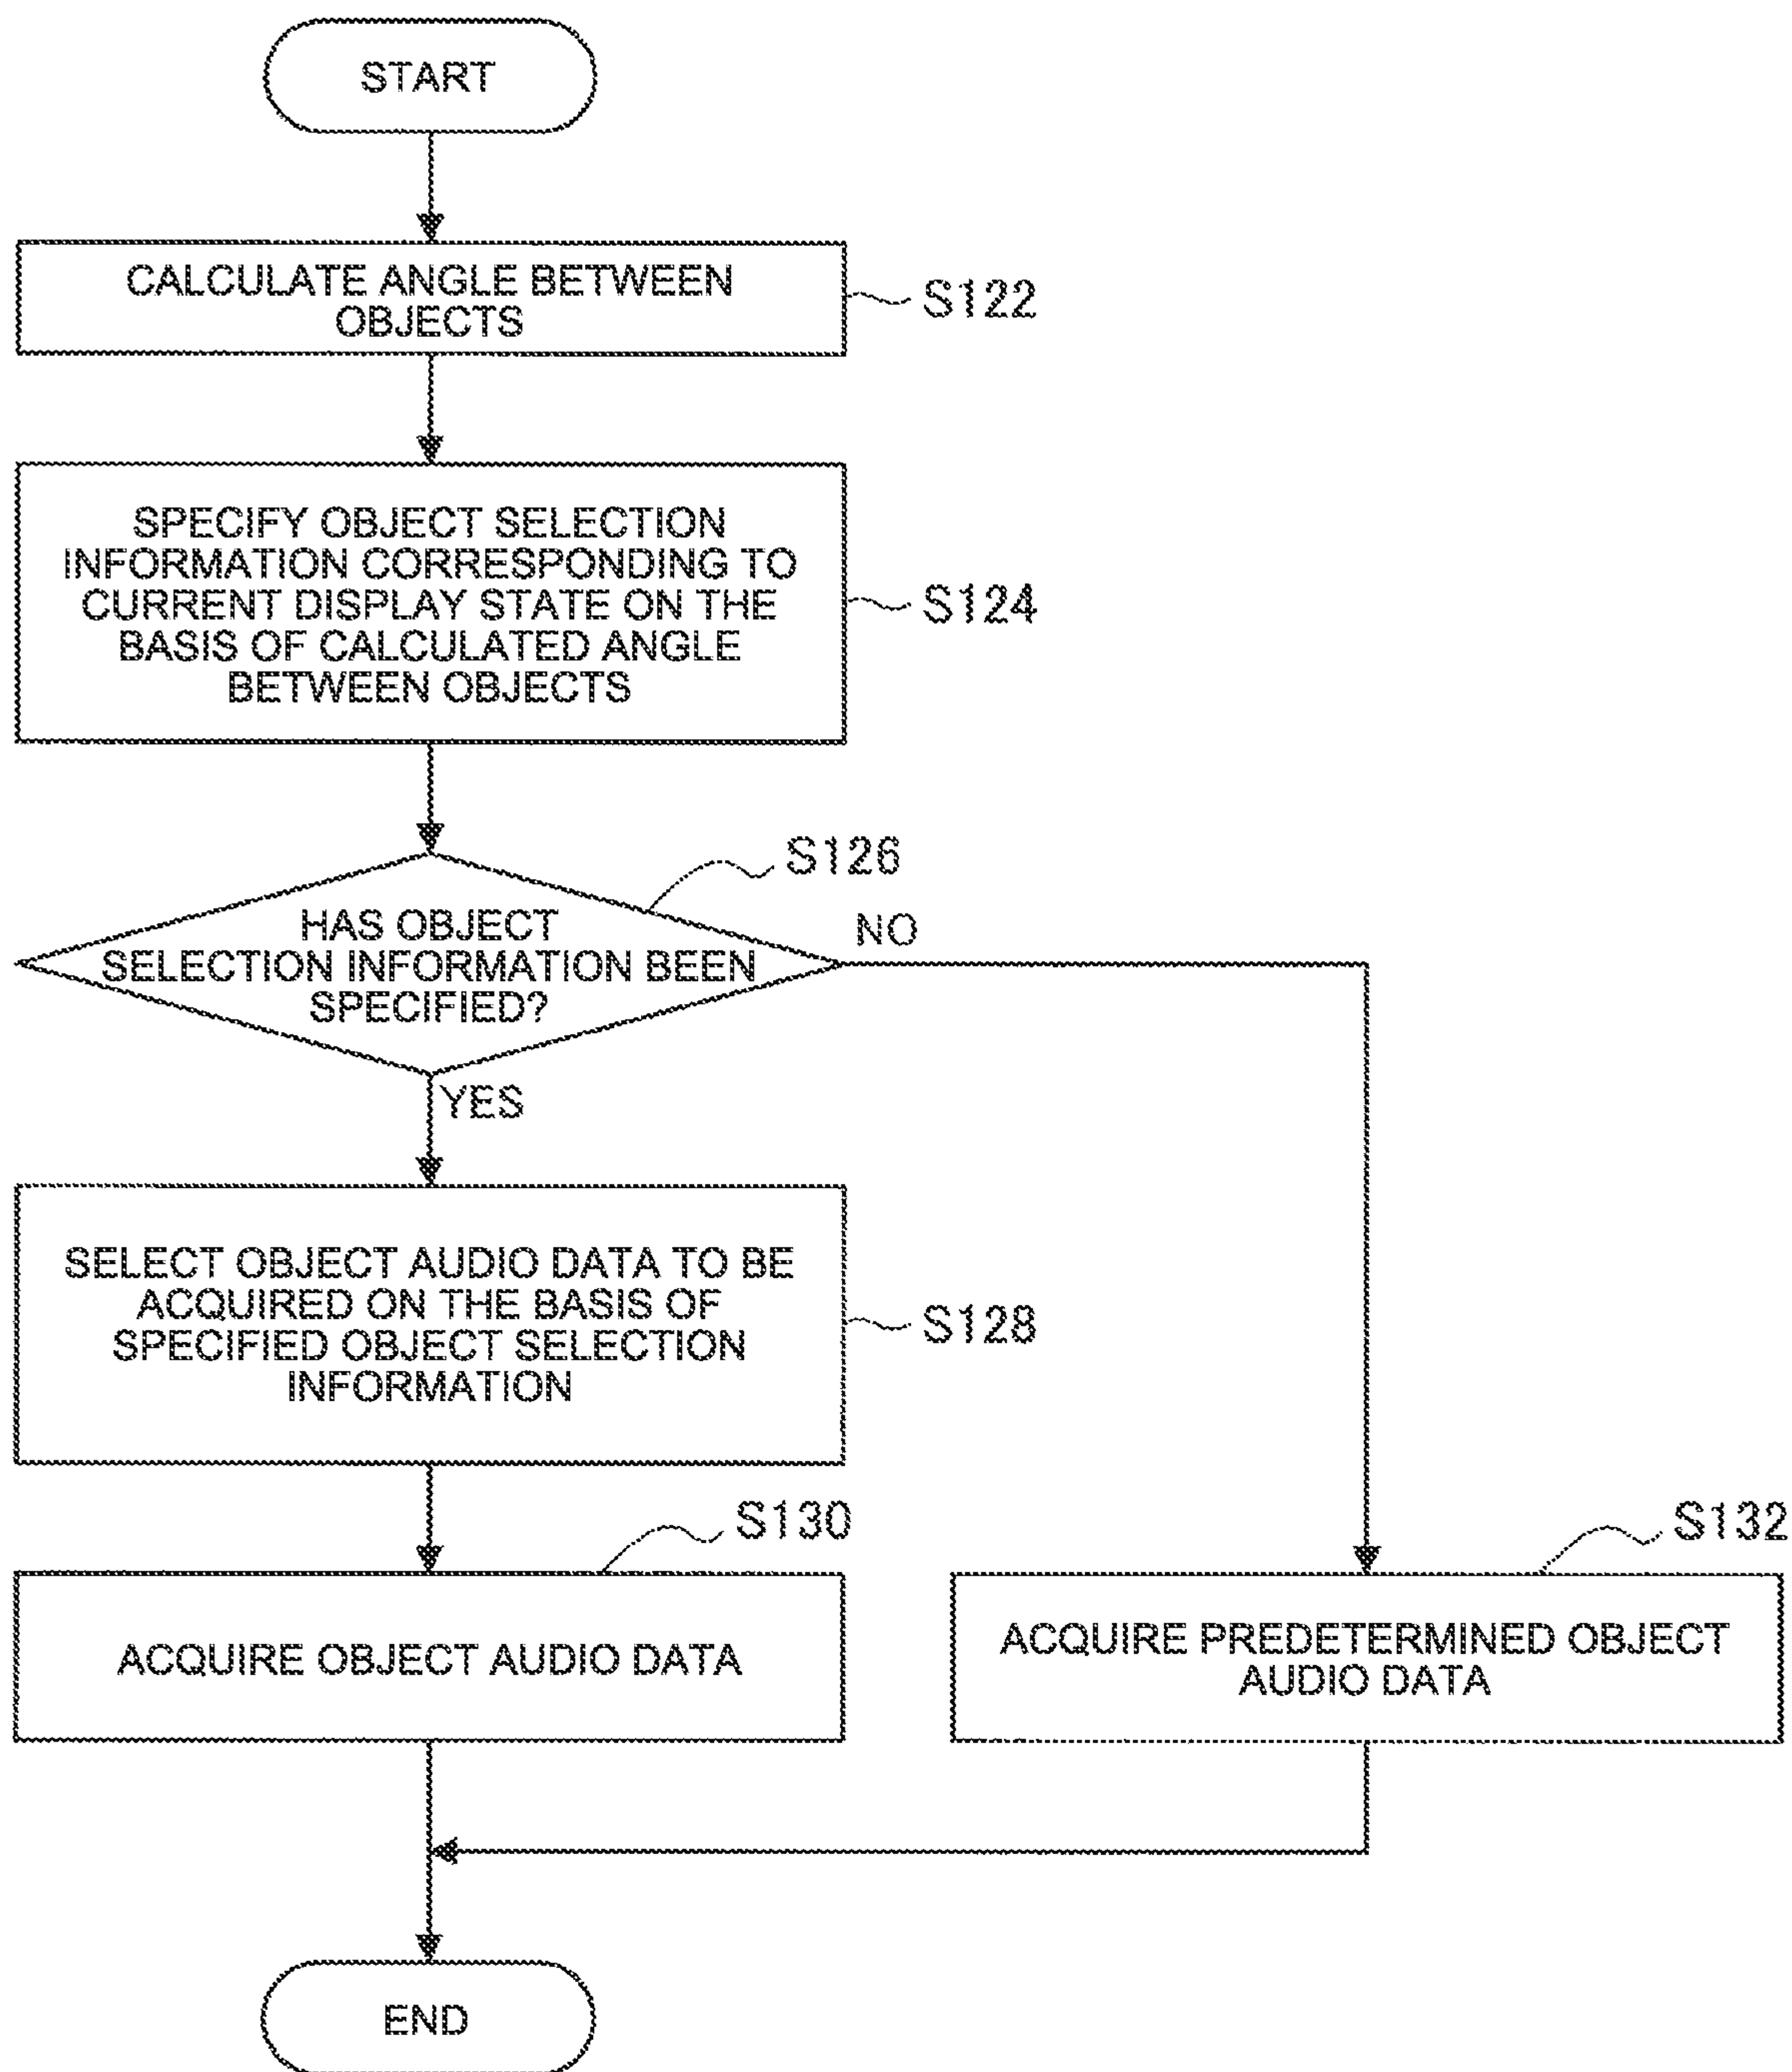 START
CALCULATE ANGLE BETWEEN
OBJECTS
S122
SPECIFY OBJECT SELECTION
INFORMATION CORRESPONDING TO
CURRENT DISPLAY STATE ON THE
BASIS OF CALCULATED ANGLE
BETWEEN OBJECTS
S124
S126
HAS OBJECT
SELECTION INFORMATION BEEN
SPECIFIED?
NO
YES
SELECT OBJECT AUDIO DATA TO BE
ACQUIRED ON THE BASIS OF
SPECIFIED OBJECT SELECTION
INFORMATION
S128
S130
ACQUIRE OBJECT AUDIO DATA
S132
ACQUIRE PREDETERMINED OBJECT
AUDIO DATA
END